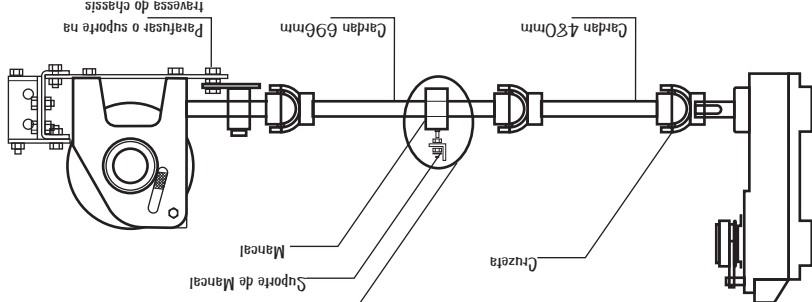 Suporte de Mancal
Cruzeta
Mancal
Cardan 480mm
Cardan 696mm
Parafusar o suporte na
travessa do chassis